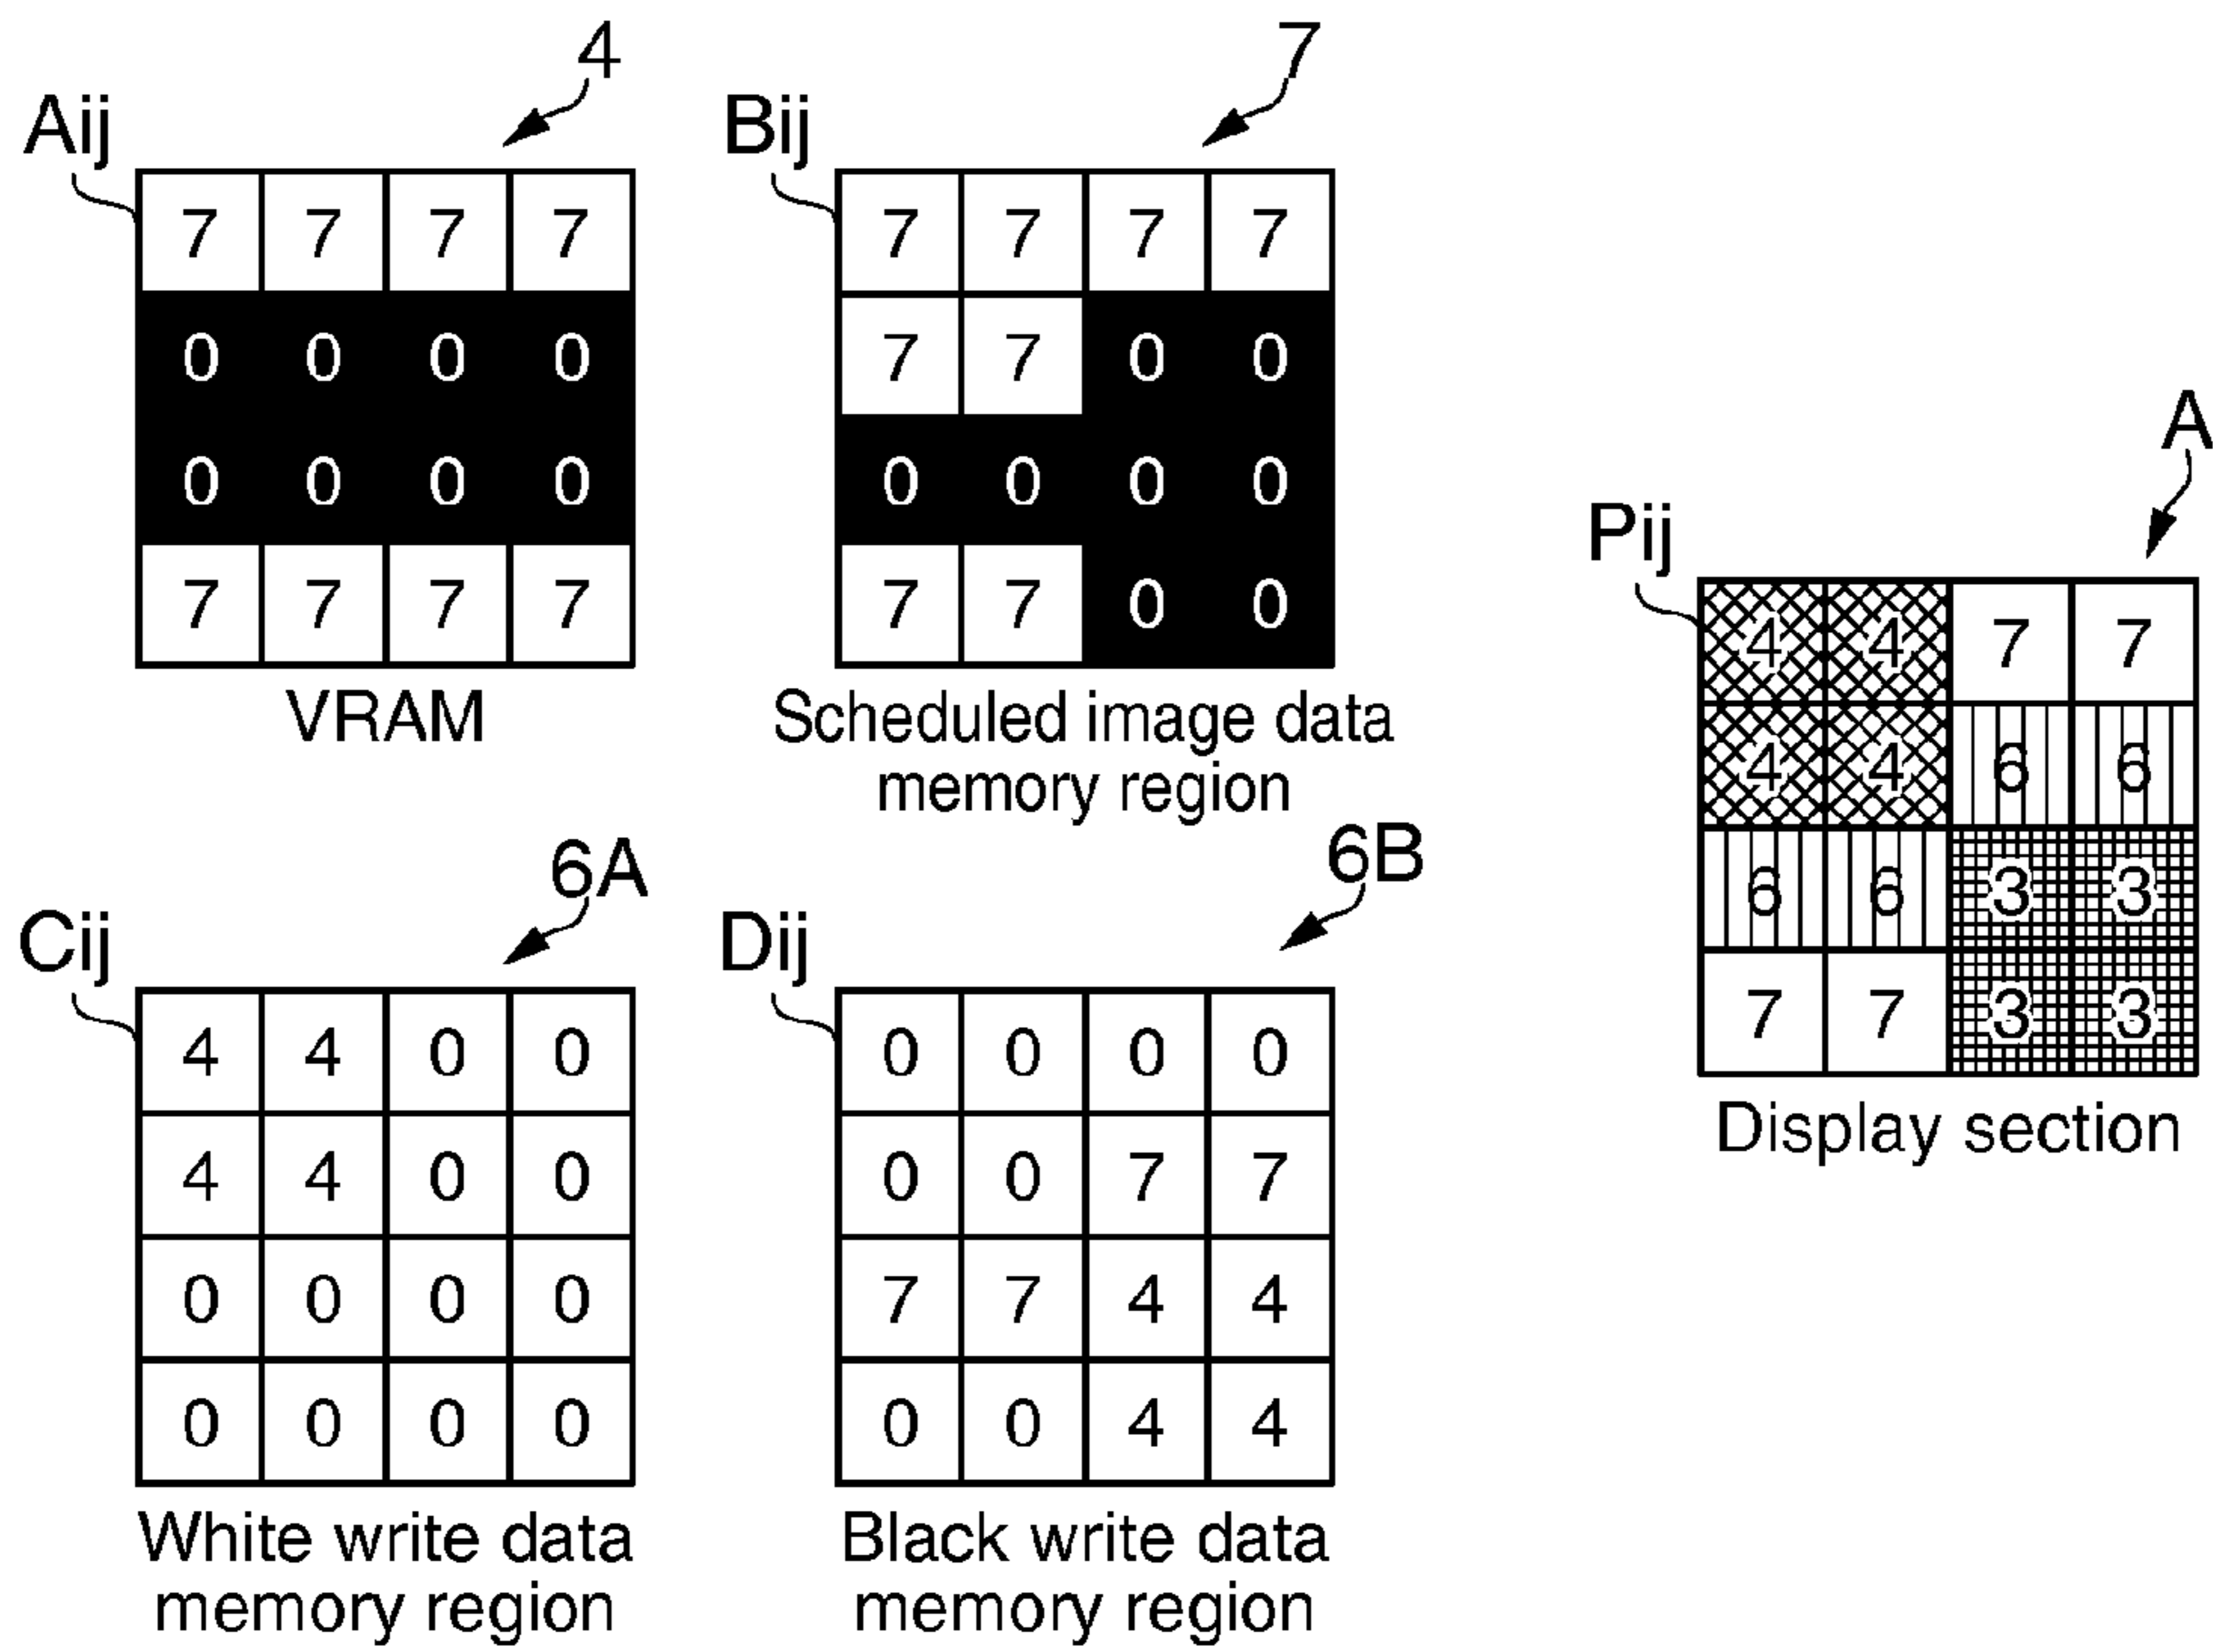 4
Aij
7 7 7 7
0 0 0 0
0 0 0 0
7 7 7 7
VRAM
7
Bij
7 7 7 7
7 7 0 0
0 0 0 0
7 7 0 0
Scheduled image data
memory region
6A
Cij
4 4 0 0
4 4 0 0
0 0 0 0
0 0 0 0
White write data
memory region
6B
Dij
0 0 0 0
0 0 7 7
7 7 4 4
0 0 4 4
Black write data
memory region
A
Pij
4 4 7 7
4 4 6 6
6 6 3 3
7 7 3 3
Display section